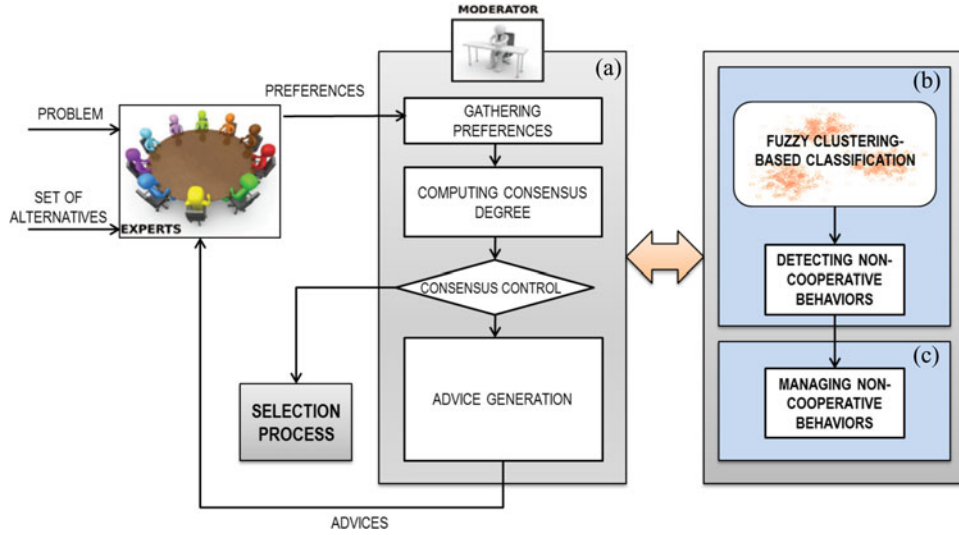 MODERATOR
(a)
(b)
PREFERENCES
PROBLEM
GATHERING
PREFERENCES
FUZZY CLUSTERING-
BASED CLASSIFICATION
SET OF
ALTERNATIVES
EXPERTS
COMPUTING CONSENSUS
DEGREE
DETECTING NON-
COOPERATIVE
BEHAVIORS
CONSENSUS CONTROL
(c)
SELECTION
PROCESS
ADVICE GENERATION
MANAGING NON-
COOPERATIVE
BEHAVIORS
ADVICES